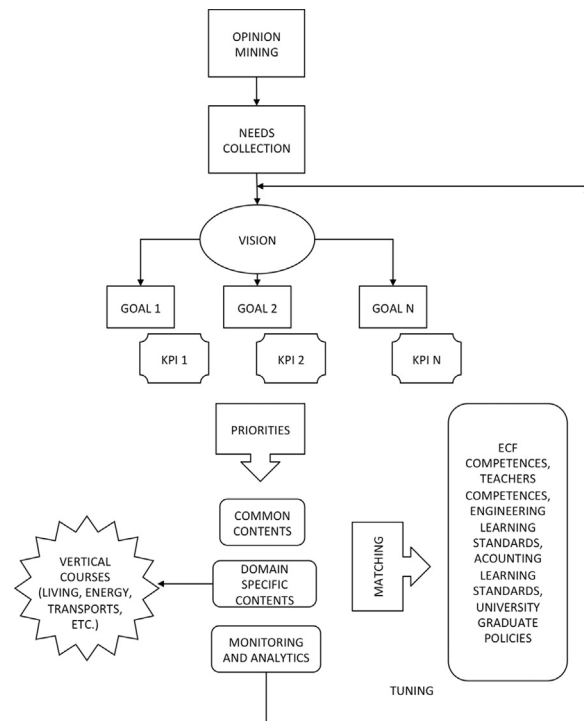 OPINION
MINING
NEEDS
COLLECTION
VISION
GOAL 1
GOAL 2
GOAL N
KPI 1
KPI 2
KPI N
PRIORITIES
COMMON
CONTENTS
DOMAIN
SPECIFIC
CONTENTS
MONITORING
AND ANALYTICS
VERTICAL
COURSES
(LIVING, ENERGY,
TRANSPORTS,
ETC.)
MATCHING
ECF
COMPETENCES,
TEACHERS
COMPETENCES,
ENGINEERING
LEARNING
STANDARDS,
ACOUNTING
LEARNING
STANDARDS,
UNIVERSITY
GRADUATE
POLICIES
TUNING